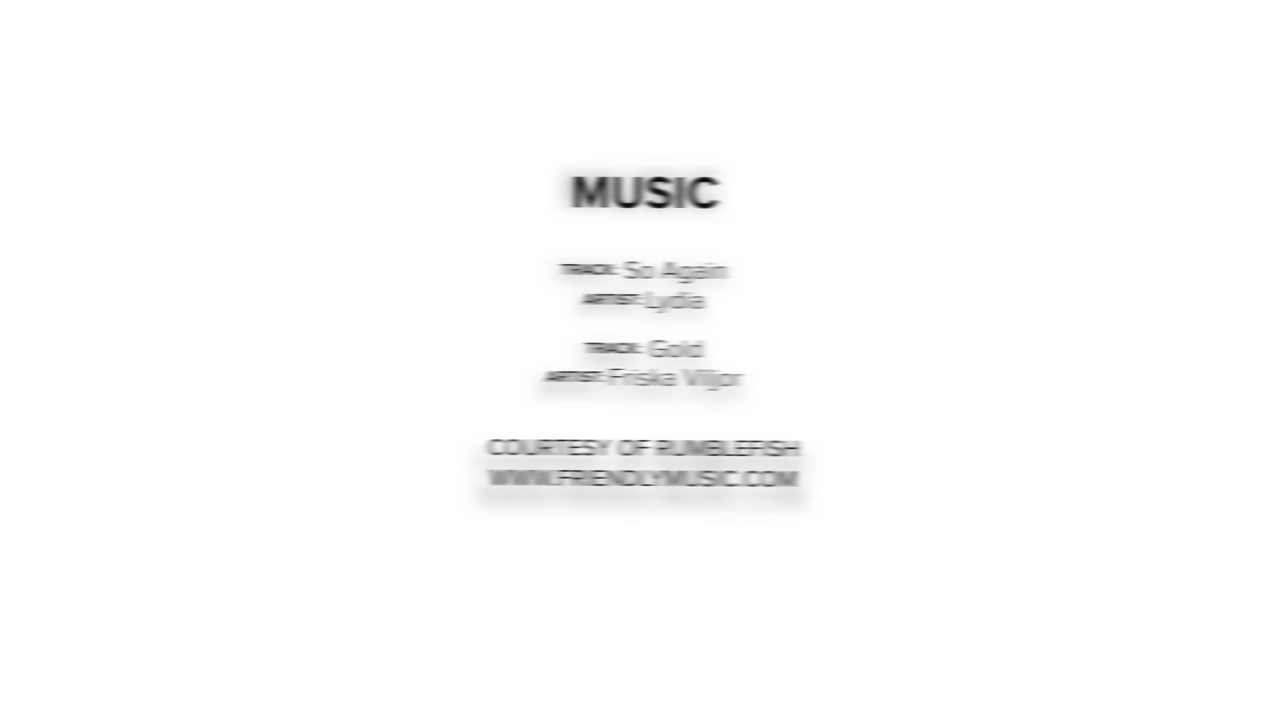 MUSIC
TRACK: So Again
ARTIST: Lydia
TRACK: Gold
ARTIST: Friska Viljor
COURTESY OF RUMBLEFISH
WWW.FRIENDLYMUSIC.COM